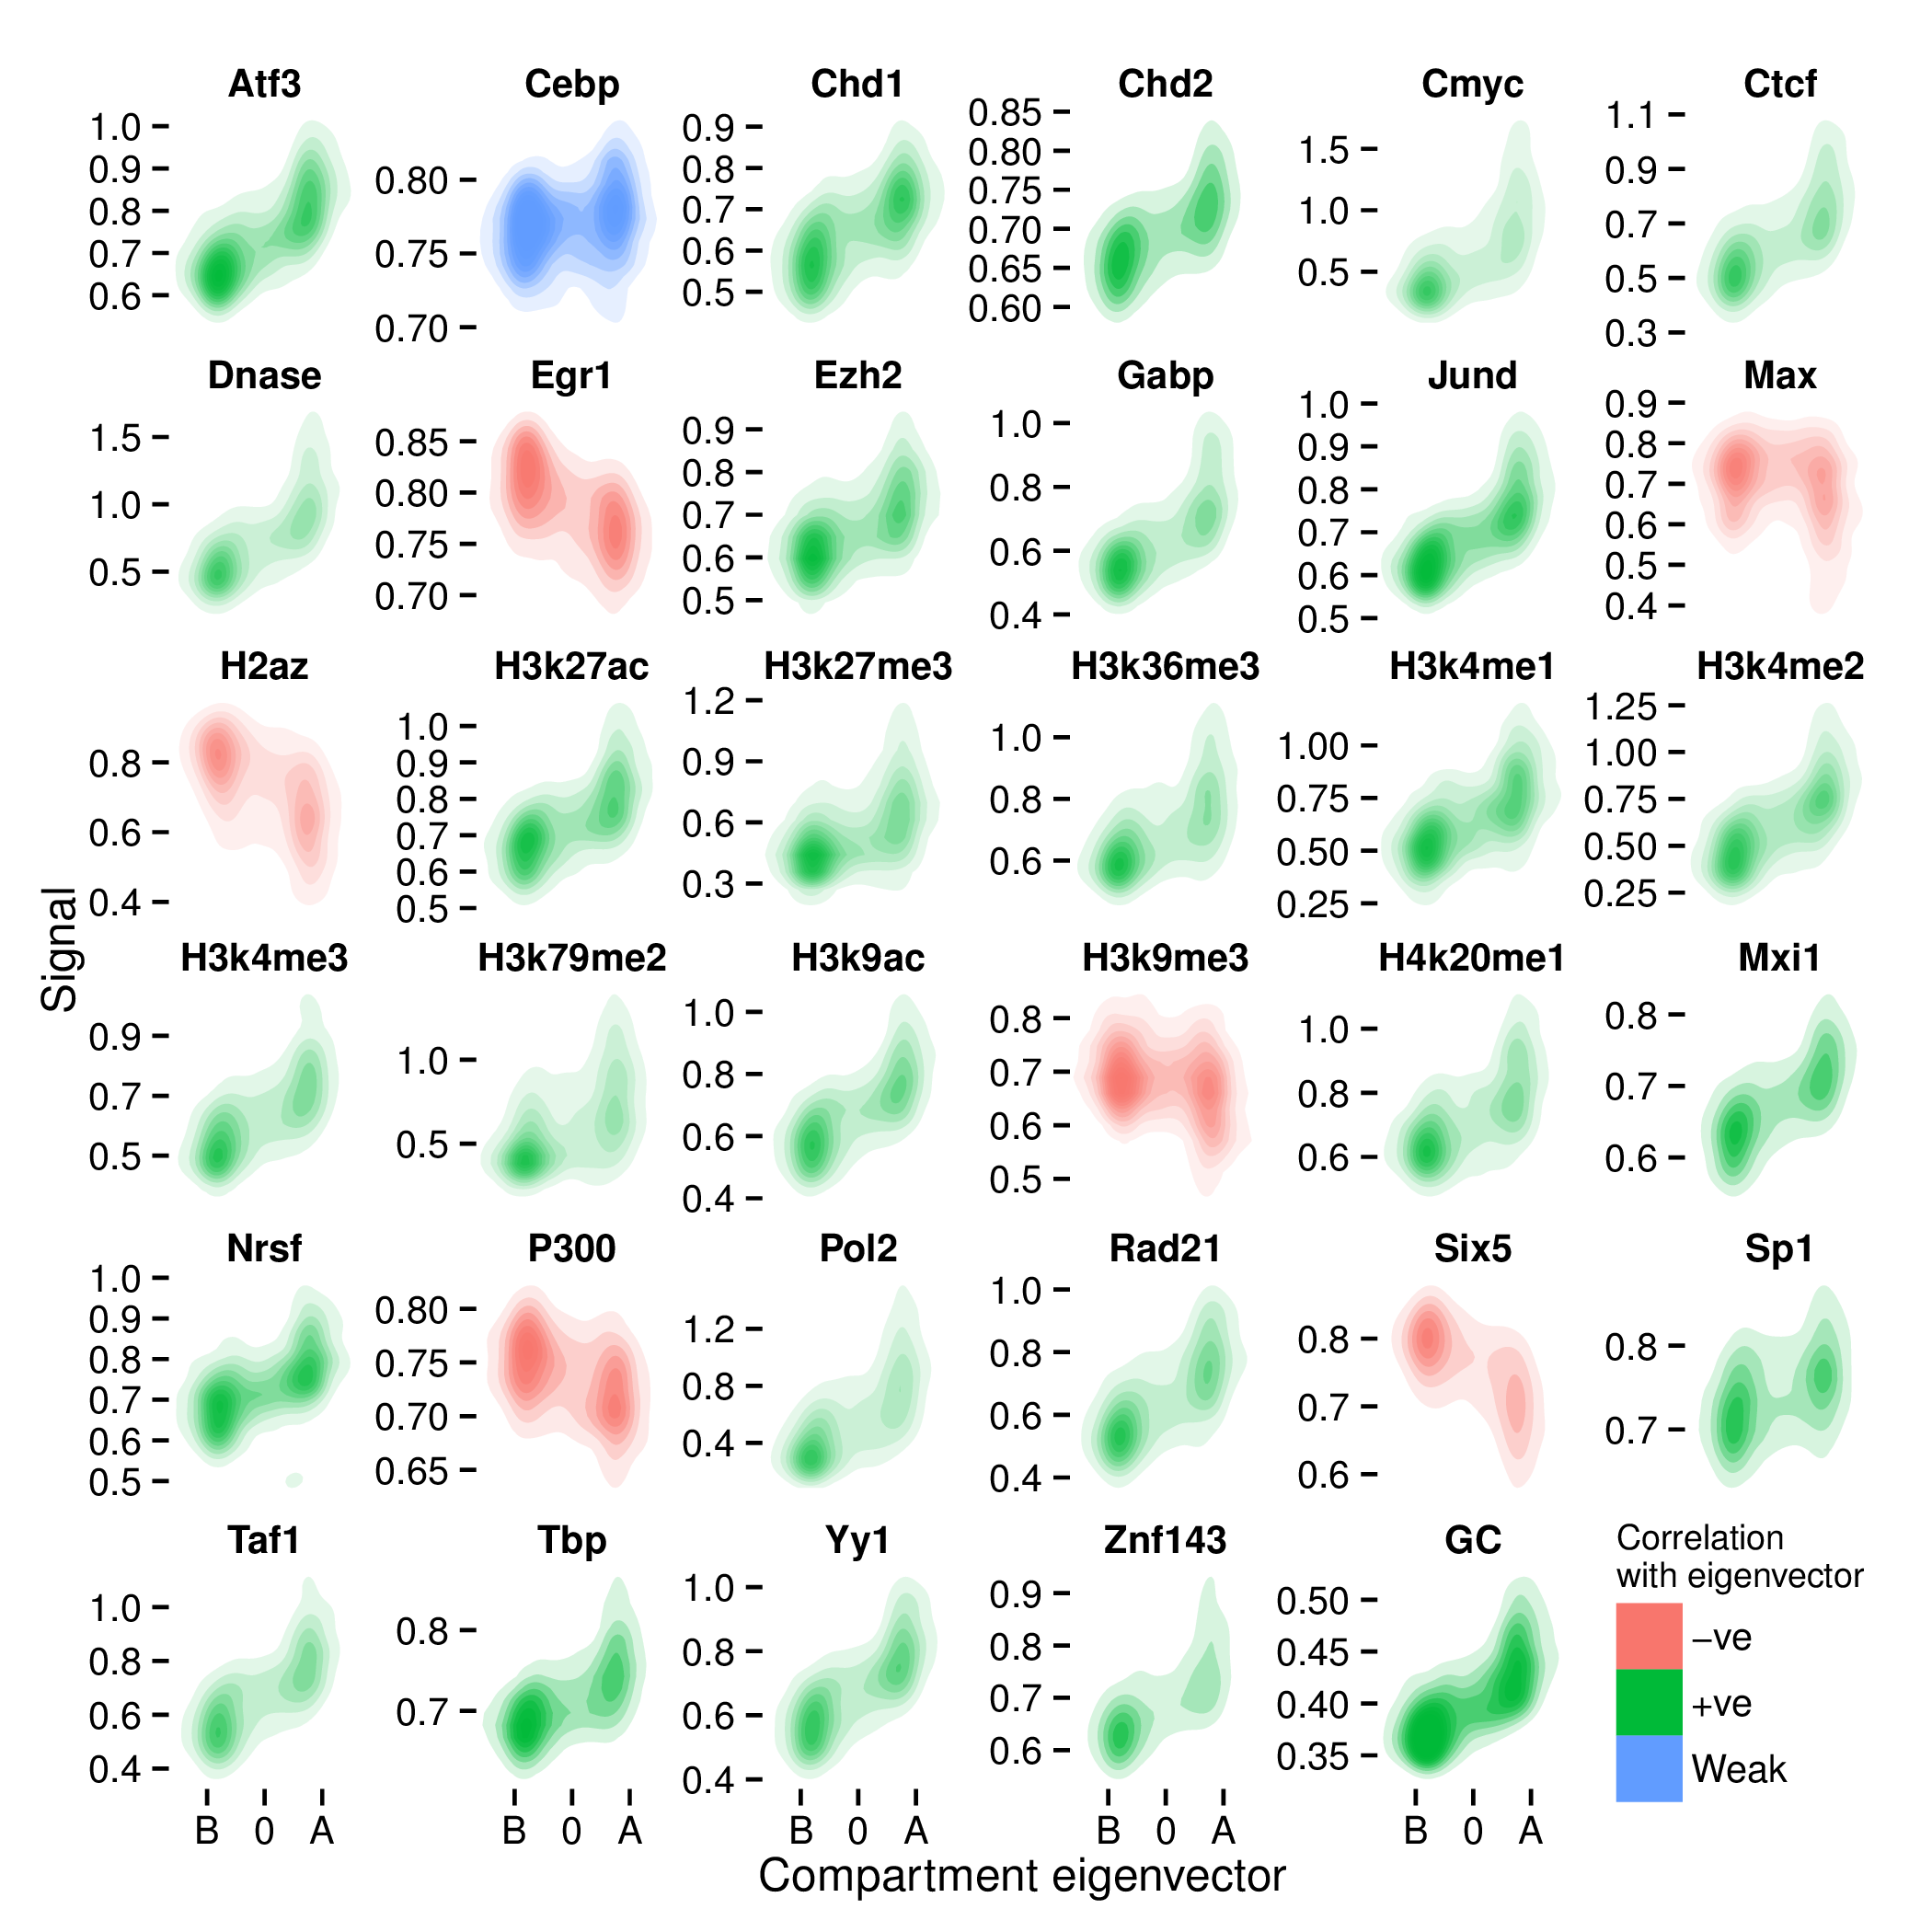 Atf3 Cebp Chd1 Chd2 Cmyc Ctcf
1.0 0.9 0.8 0.7 0.6
0.80 0.75 0.70
0.9 0.8 0.7 0.6 0.5
0.85 0.80 0.75 0.70 0.65 0.60
1.5 1.0 0.5
1.1 0.9 0.7 0.5 0.3
Dnase Egr1 Ezh2 Gabp Jund Max
1.5 1.0 0.5
0.85 0.80 0.75 0.70
0.9 0.8 0.7 0.6 0.5
1.0 0.8 0.6 0.4
1.0 0.9 0.8 0.7 0.6 0.5
0.9 0.8 0.7 0.6 0.5 0.4
H2az H3k27ac H3k27me3 H3k36me3 H3k4me1 H3k4me2
0.8 0.6 0.4
1.0 0.9 0.8 0.7 0.6 0.5
1.2 0.9 0.6 0.3
1.0 0.8 0.6
1.00 0.75 0.50 0.25
1.25 1.00 0.75 0.50 0.25
Signal
H3k4me3 H3k79me2 H3k9ac H3k9me3 H4k20me1 Mxi1
0.9 0.7 0.5
1.0 0.5
1.0 0.8 0.6 0.4
0.8 0.7 0.6 0.5
1.0 0.8 0.6
0.8 0.7 0.6
Nrsf P300 Pol2 Rad21 Six5 Sp1
1.0 0.9 0.8 0.7 0.6 0.5
0.80 0.75 0.70 0.65
1.2 0.8 0.4
1.0 0.8 0.6 0.4
0.8 0.7 0.6
0.8 0.7
Taf1 Tbp Yy1 Znf143 GC
1.0 0.8 0.6 0.4
0.8 0.7
1.0 0.8 0.6 0.4
0.9 0.8 0.7 0.6
0.50 0.45 0.40 0.35
Correlation
with eigenvector
–ve
+ve
Weak
B 0 A B 0 A B 0 A B 0 A B 0 A
Compartment eigenvector